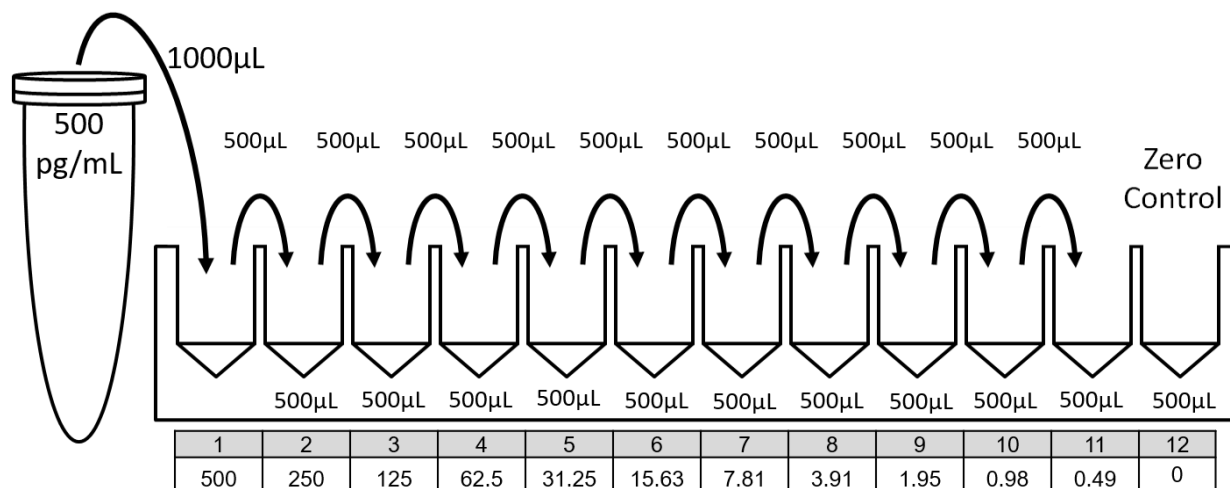 1000µL
500
pg/mL
500µL 500µL 500µL 500µL 500µL 500µL 500µL 500µL 500µL 500µL
Zero
Control
500µL 500µL 500µL 500µL 500µL 500µL 500µL 500µL 500µL 500µL 500µL
1 2 3 4 5 6 7 8 9 10 11 12
500 250 125 62.5 31.25 15.63 7.81 3.91 1.95 0.98 0.49 0